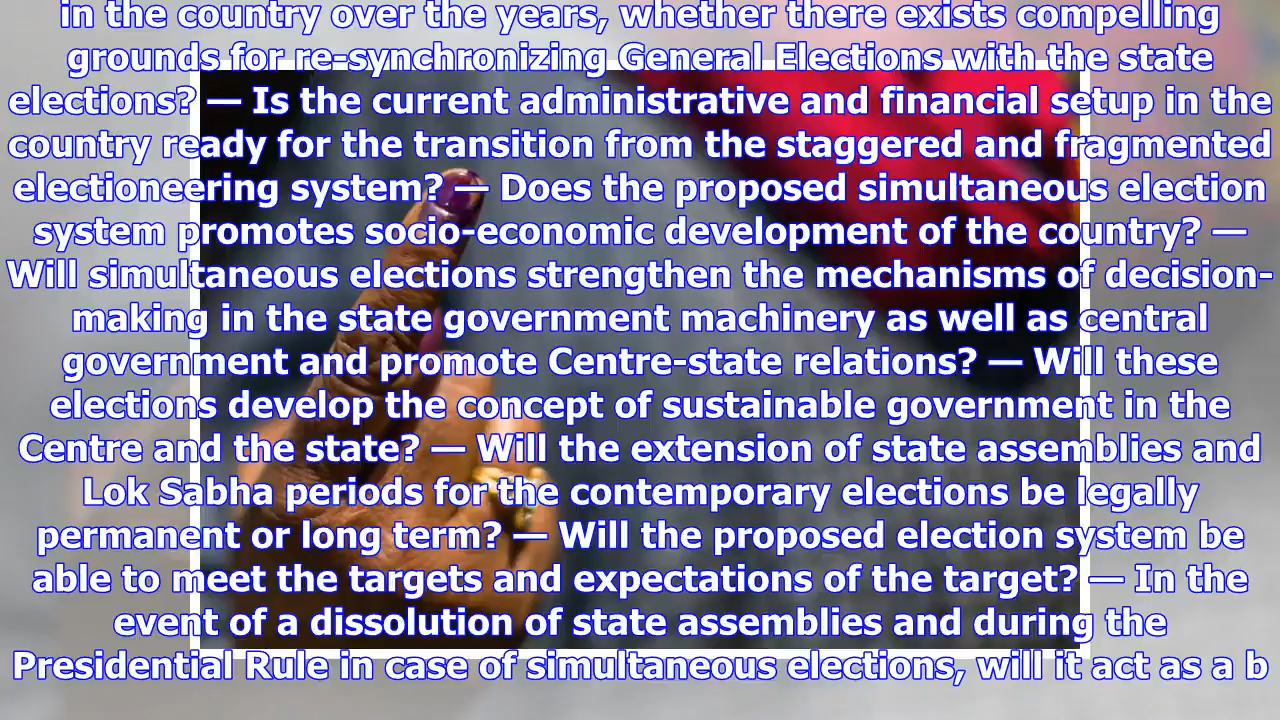 in the country over the years, whether there exists compelling
grounds for re-synchronizing General Elections with the state
elections? — Is the current administrative and financial setup in the
country ready for the transition from the staggered and fragmented
electioneering system? — Does the proposed simultaneous election
system promotes socio-economic development of the country? —
Will simultaneous elections strengthen the mechanisms of decision-
making in the state government machinery as well as central
government and promote Centre-state relations? — Will these
elections develop the concept of sustainable government in the
Centre and the state? — Will the extension of state assemblies and
Lok Sabha periods for the contemporary elections be legally
permanent or long term? — Will the proposed election system be
able to meet the targets and expectations of the target? — In the
event of a dissolution of state assemblies and during the
Presidential Rule in case of simultaneous elections, will it act as a b